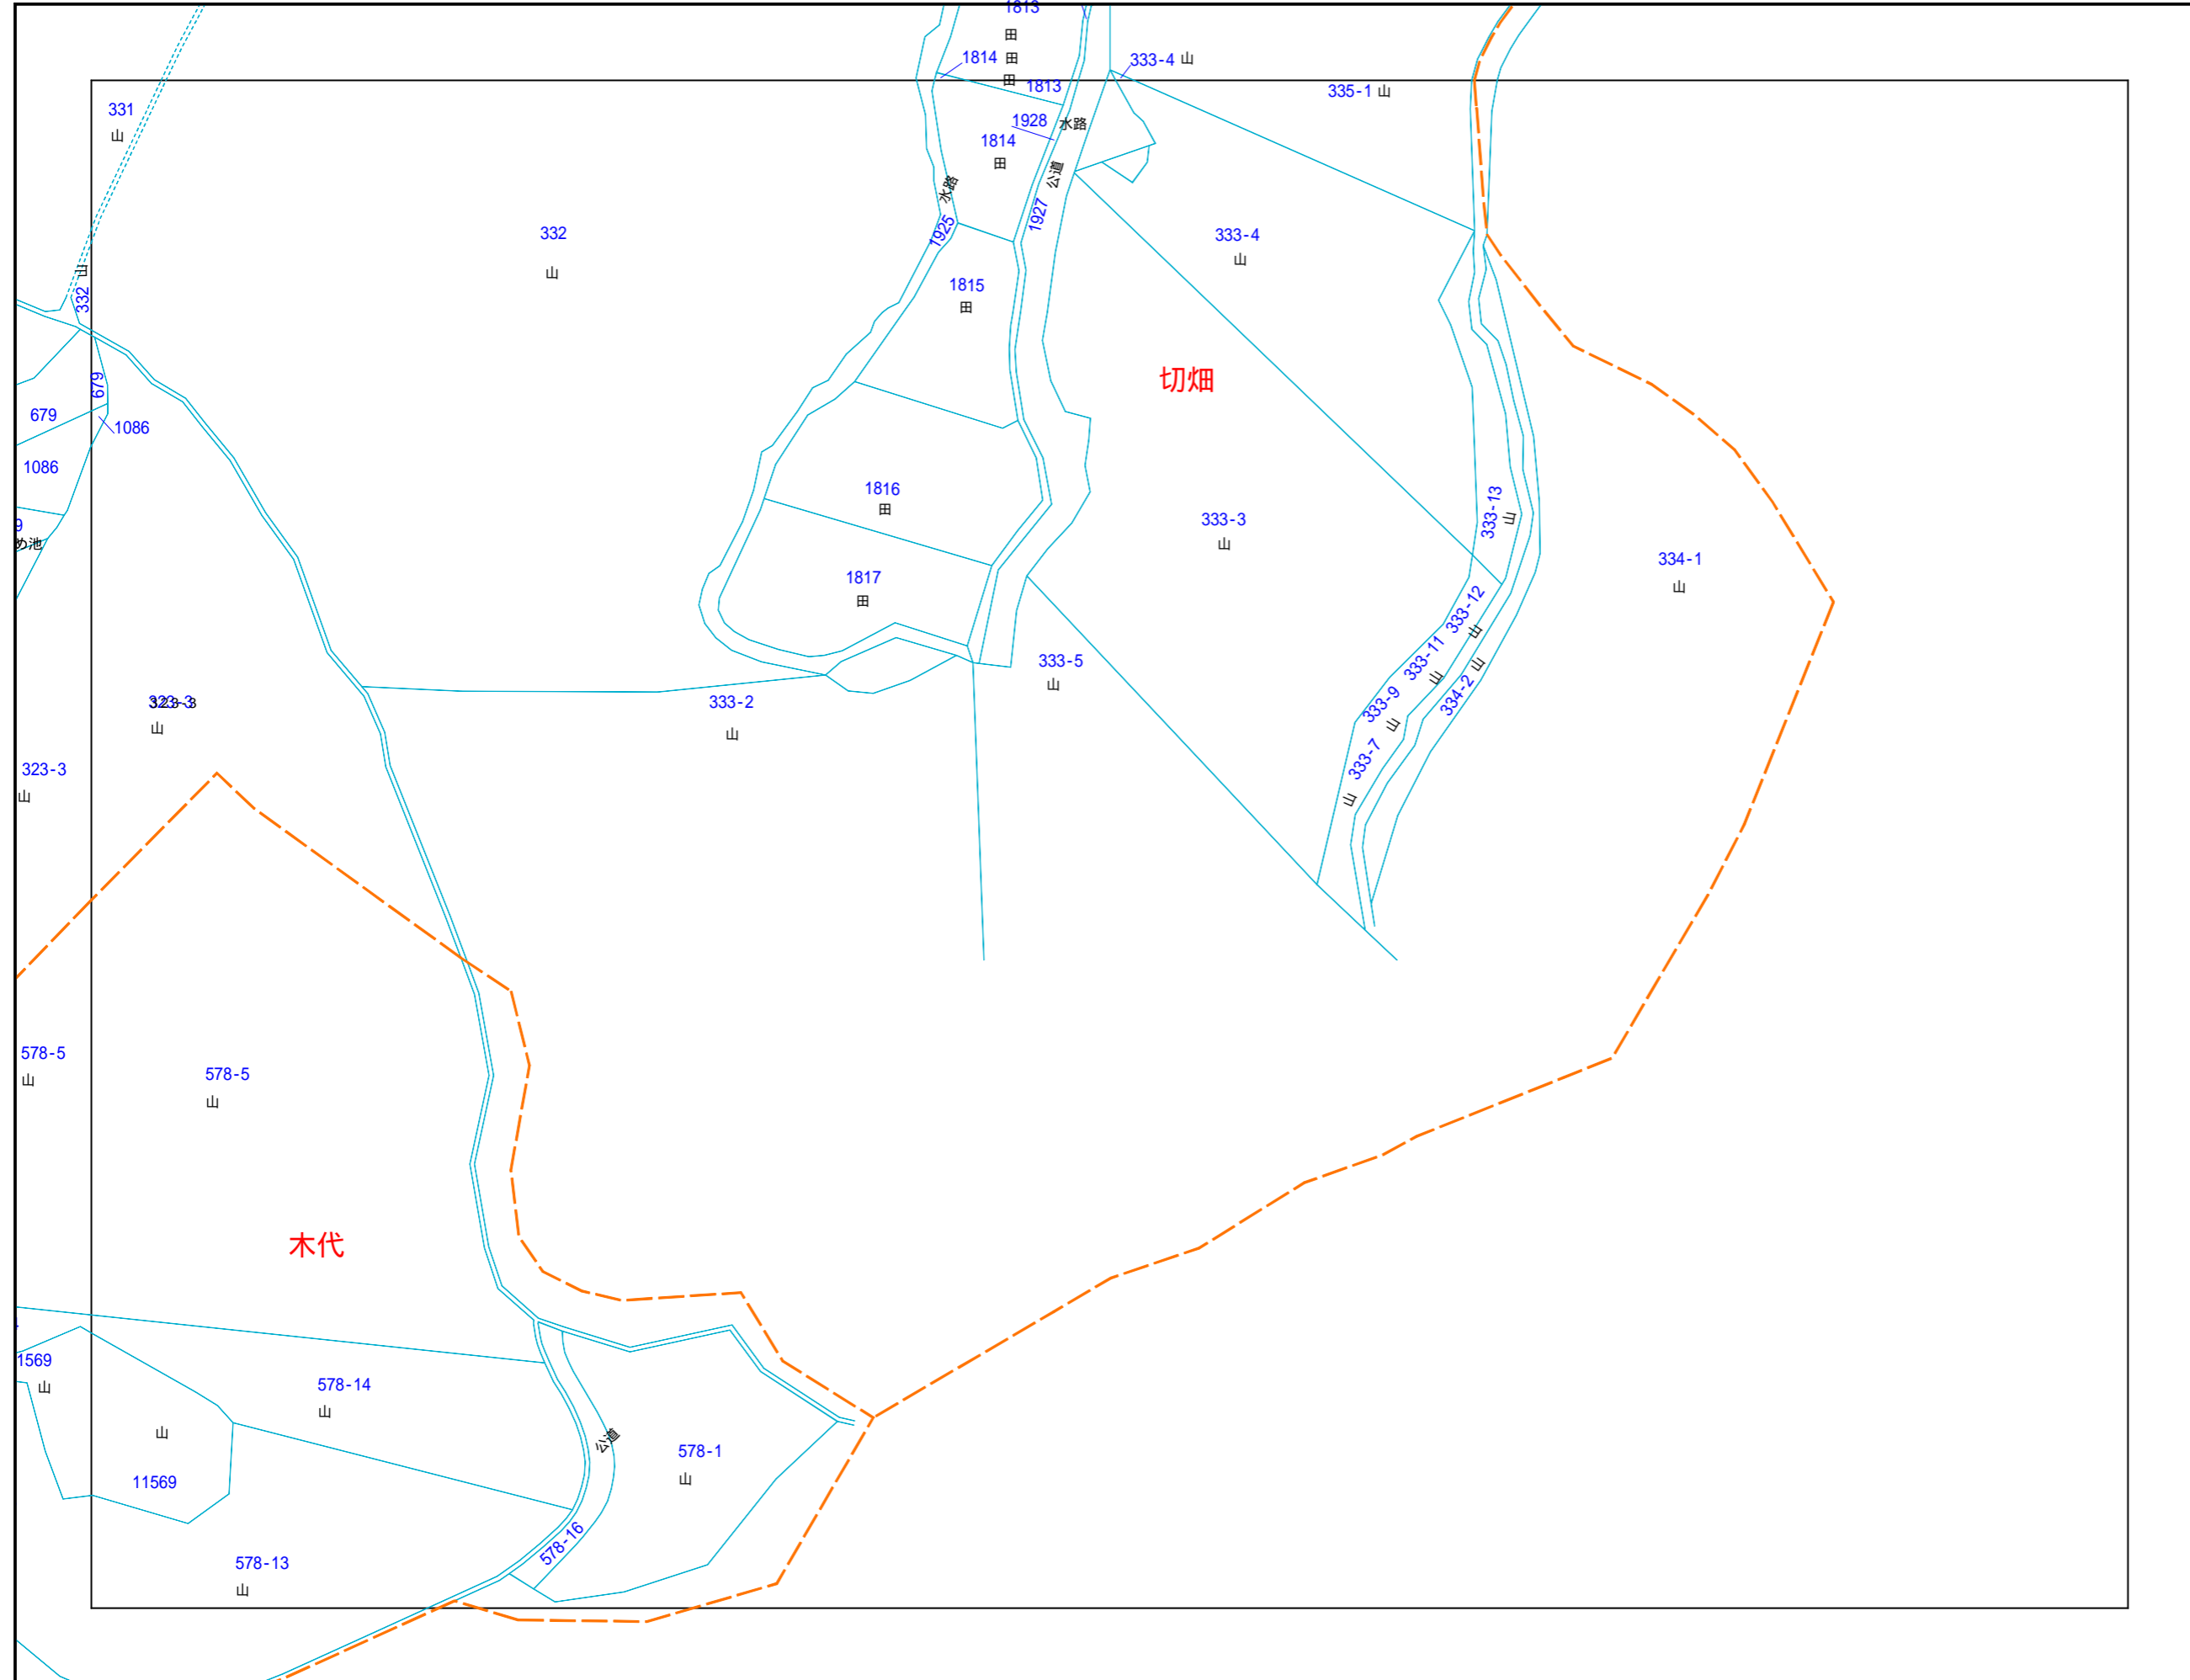 1813
田
1814
田
333-4 山
田
1813
335-1 山
331
山
1928
水路
1814
田
公道
水路
1927
1925
332
山
333-4
山
山
332
1815
田
切畑
679
679
1086
1086
1816
田
333-13
山
333-3
山
9
め池
334-1
山
1817
田
333-12
山
333-11
山
333-5
山
334-2
山
333-9
山
333-7
山
323-3
323-3
山
333-2
山
323-3
山
578-5
山
578-5
山
木代
1569
山
578-14
山
山
11569
公道
578-1
山
578-16
578-13
山